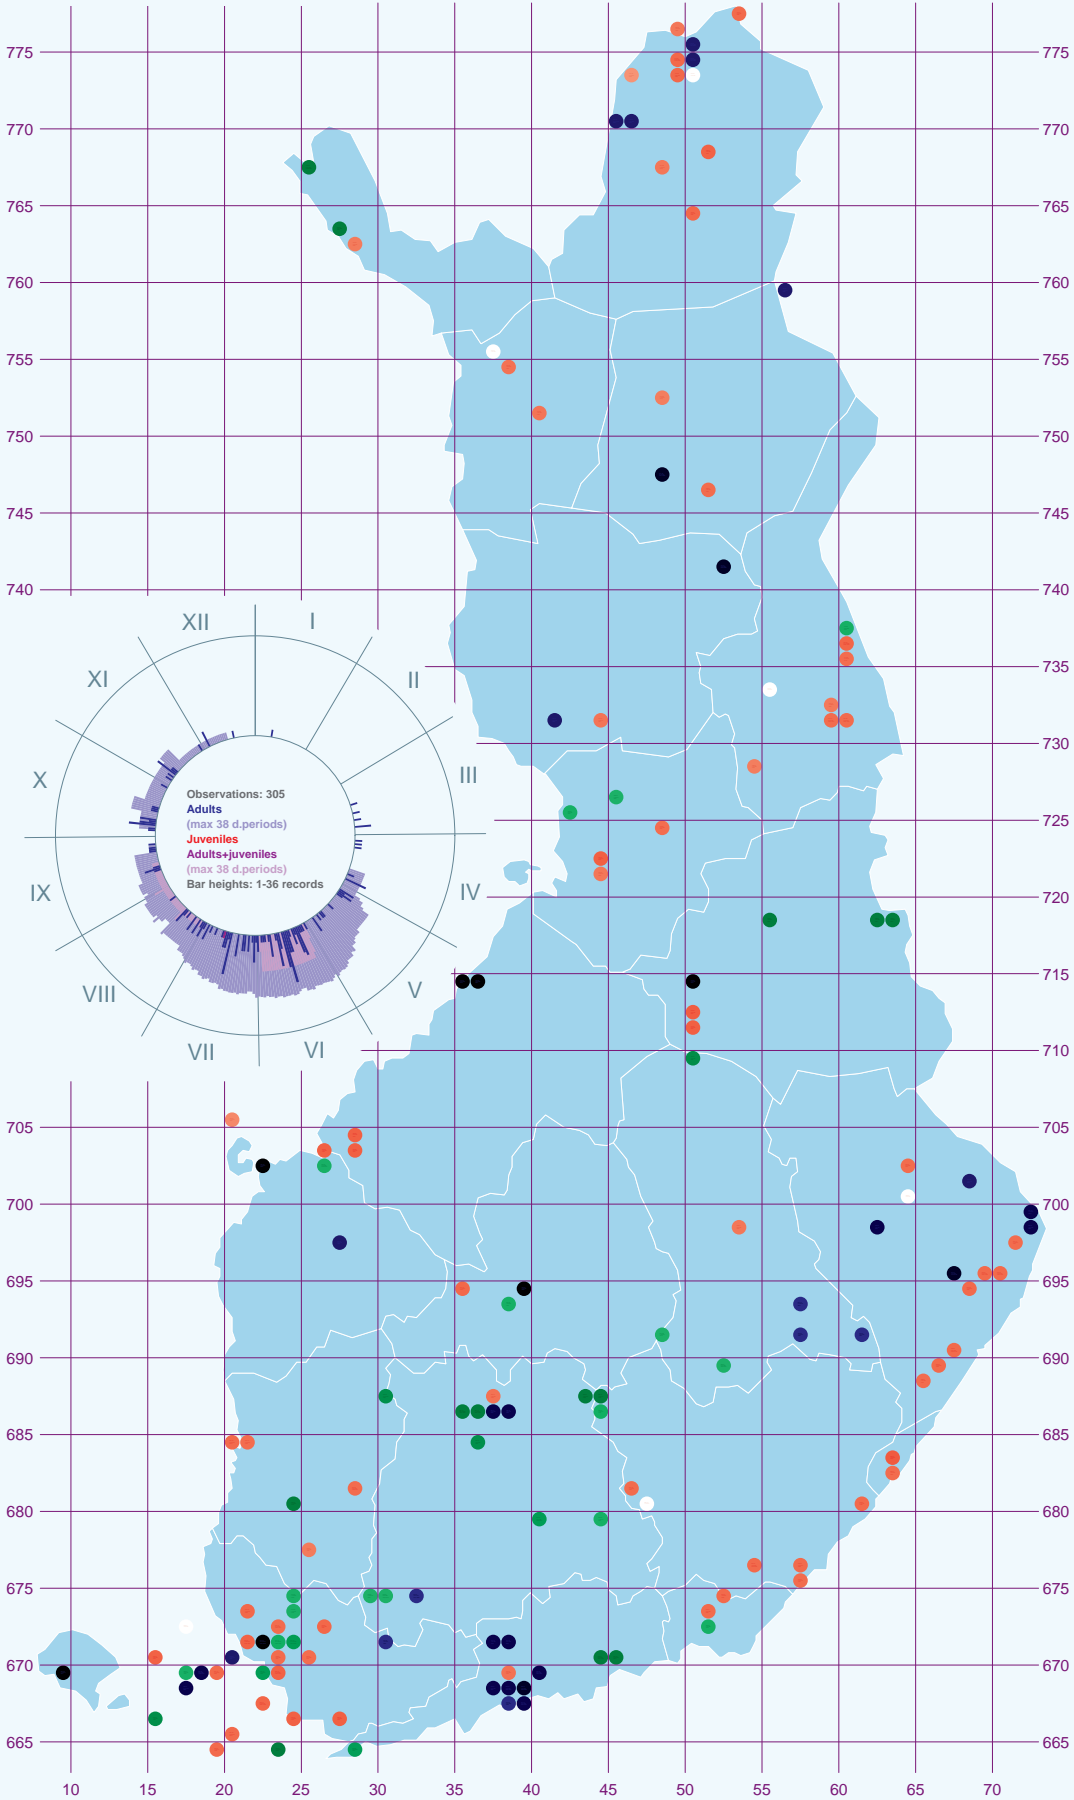 775 775
770 770
765 765
760 760
755 755
750 750
745 745
740 740
XII I
XI II
735
730
X III
725
Observations: 305
Adults
(max 38 d.periods)
Juveniles
Adults+juveniles
(max 38 d.periods)
Bar heights: 1-36 records
IX IV
720
715
VIII V
VII VI
710
705 705
700 700
695 695
690 690
685 685
680 680
675 675
670 670
665 665
10 15 20 25 30 35 40 45 50 55 60 65 70